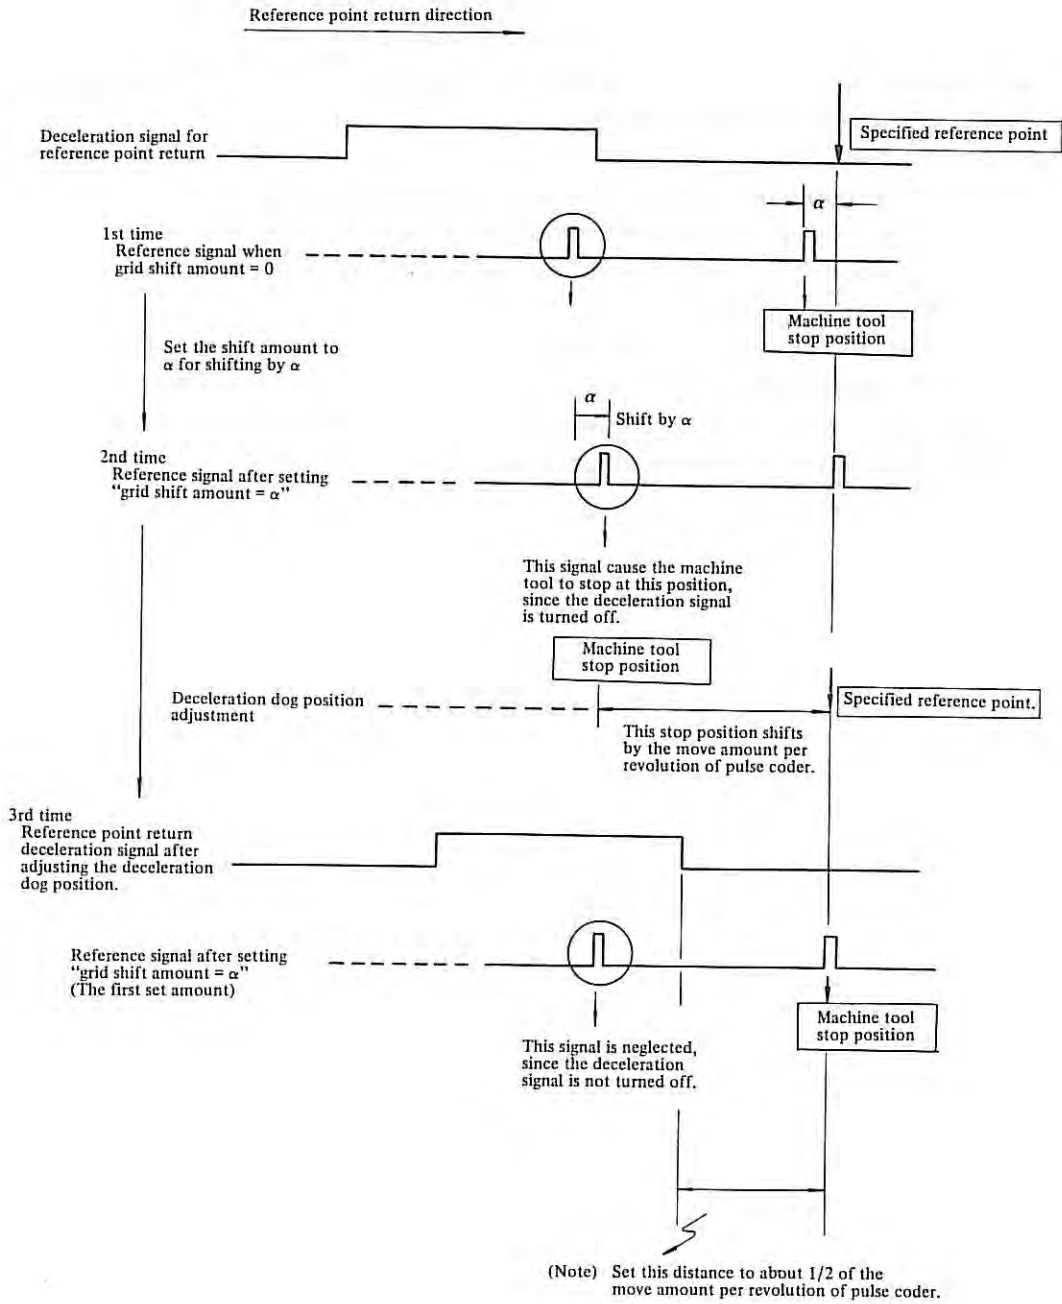 Reference point return direction
Deceleration signal for
reference point return
Specified reference point
α
1st time
Reference signal when
grid shift amount = 0
Machine tool
stop position
Set the shift amount to
α for shifting by α
α
Shift by α
2nd time
Reference signal after setting
“grid shift amount = α”
This signal cause the machine
tool to stop at this position,
since the deceleration signal
is turned off.
Machine tool
stop position
Deceleration dog position
adjustment
Specified reference point.
This stop position shifts
by the move amount per
revolution of pulse coder.
3rd time
Reference point return
deceleration signal after
adjusting the deceleration
dog position.
Reference signal after setting
“grid shift amount = α”
(The first set amount)
Machine tool
stop position
This signal is neglected,
since the deceleration
signal is not turned off.
(Note) Set this distance to about 1/2 of the
move amount per revolution of pulse coder.